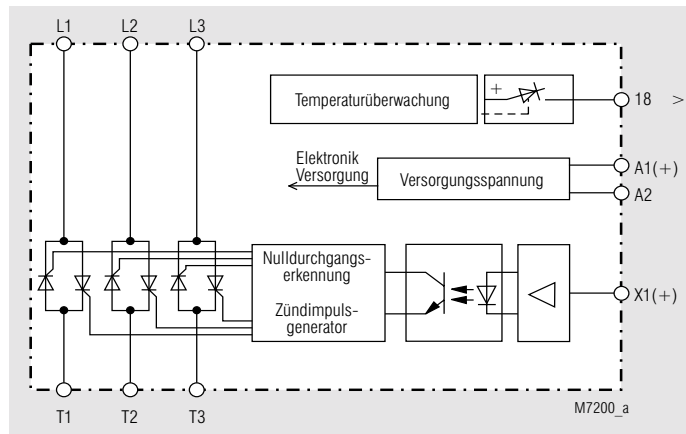 L1 L2 L3
Temperaturüberwachung
+
18 >
Elektronik
Versorgung
Versorgungsspannung
A1(+)
A2
Nulldurchgangs-
erkennung
Zündimpuls-
generator
X1(+)
T1 T2 T3
M7200_a